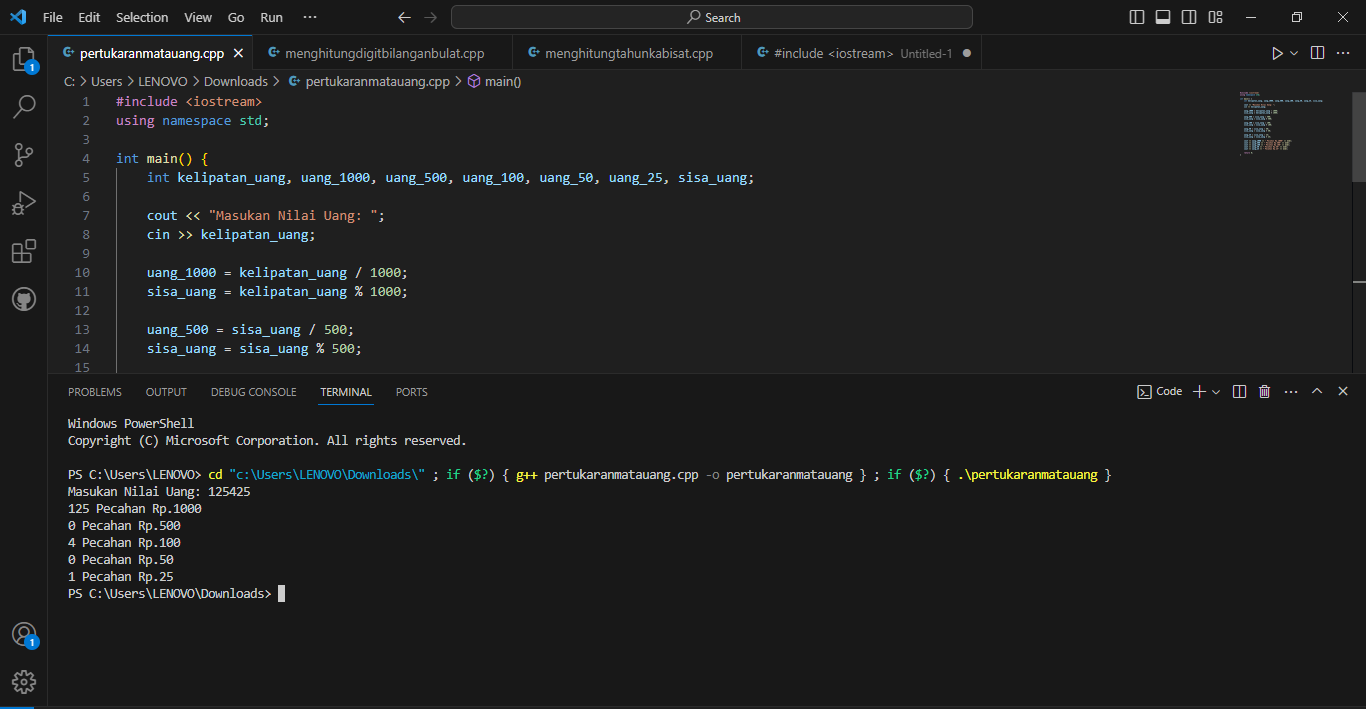 File Edit Selection View Go Run ··· Search
pertukaranmatauang.cpp menghitungdigitbilanganbulat.cpp menghitungtahunkabisat.cpp #include <iostream> Untitled-1
C: > Users > LENOVO > Downloads > pertukaranmatauang.cpp > main()
1 #include <iostream>
2 using namespace std;
3
4 int main() {
5 int kelipatan_uang, uang_1000, uang_500, uang_100, uang_50, uang_25, sisa_uang;
6
7 cout << "Masukan Nilai Uang: ";
8 cin >> kelipatan_uang;
9
10 uang_1000 = kelipatan_uang / 1000;
11 sisa_uang = kelipatan_uang % 1000;
12
13 uang_500 = sisa_uang / 500;
14 sisa_uang = sisa_uang % 500;
15
PROBLEMS OUTPUT DEBUG CONSOLE TERMINAL PORTS Code
Windows PowerShell
Copyright (C) Microsoft Corporation. All rights reserved.
PS C:\Users\LENOVO> cd "c:\Users\LENOVO\Downloads\" ; if ($?) { g++ pertukaranmatauang.cpp -o pertukaranmatauang } ; if ($?) { .\pertukaranmatauang }
Masukan Nilai Uang: 125425
125 Pecahan Rp.1000
0 Pecahan Rp.500
4 Pecahan Rp.100
0 Pecahan Rp.50
1 Pecahan Rp.25
PS C:\Users\LENOVO\Downloads>
1
1